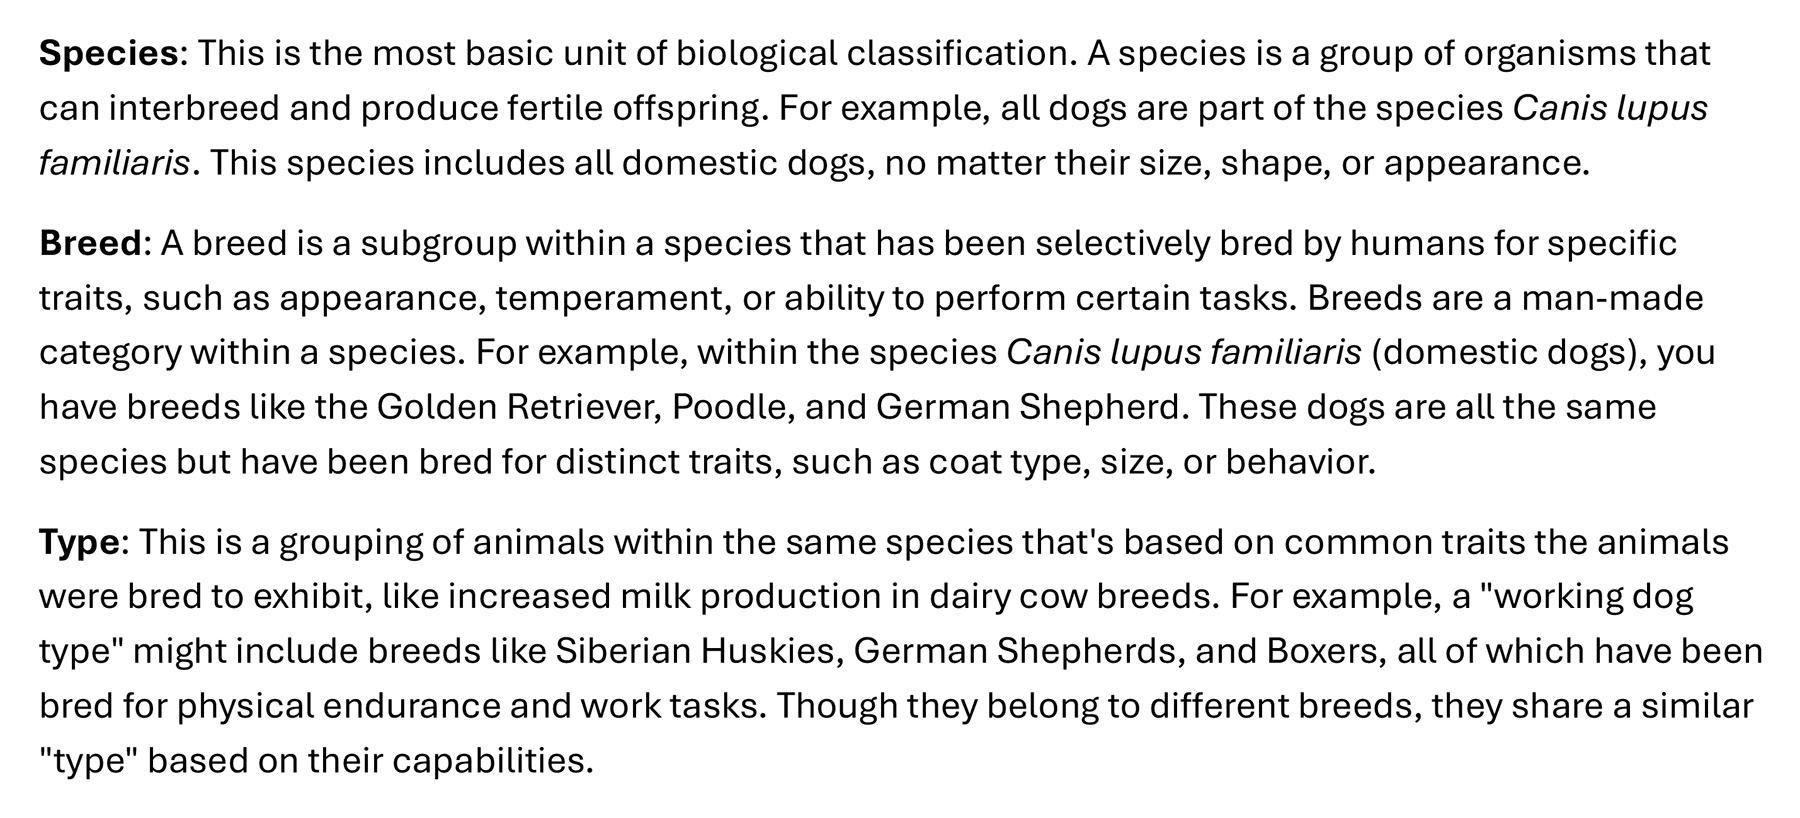 Species: This is the most basic unit of biological classification. A species is a group of organisms that
can interbreed and produce fertile offspring. For example, all dogs are part of the species Canis lupus
familiaris. This species includes all domestic dogs, no matter their size, shape, or appearance.
Breed: A breed is a subgroup within a species that has been selectively bred by humans for specific
traits, such as appearance, temperament, or ability to perform certain tasks. Breeds are a man-made
category within a species. For example, within the species Canis lupus familiaris (domestic dogs), you
have breeds like the Golden Retriever, Poodle, and German Shepherd. These dogs are all the same
species but have been bred for distinct traits, such as coat type, size, or behavior.
Type: This is a grouping of animals within the same species that's based on common traits the animals
were bred to exhibit, like increased milk production in dairy cow breeds. For example, a "working dog
type" might include breeds like Siberian Huskies, German Shepherds, and Boxers, all of which have been
bred for physical endurance and work tasks. Though they belong to different breeds, they share a similar
"type" based on their capabilities.